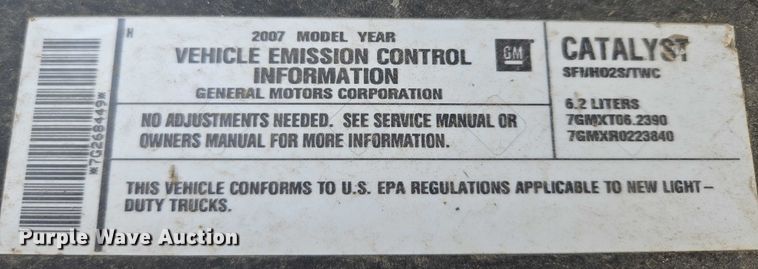 H
2007 MODEL YEAR
VEHICLE EMISSION CONTROL
INFORMATION
GENERAL MOTORS CORPORATION
GM
CATALYST
SFI/HO2S/TWC
6.2 LITERS
7GMXT06.2390
7GMXR0223840
NO ADJUSTMENTS NEEDED. SEE SERVICE MANUAL OR
OWNERS MANUAL FOR MORE INFORMATION.
THIS VEHICLE CONFORMS TO U.S. EPA REGULATIONS APPLICABLE TO NEW LIGHT-
DUTY TRUCKS.
*7G268449*
Purple Wave Auction